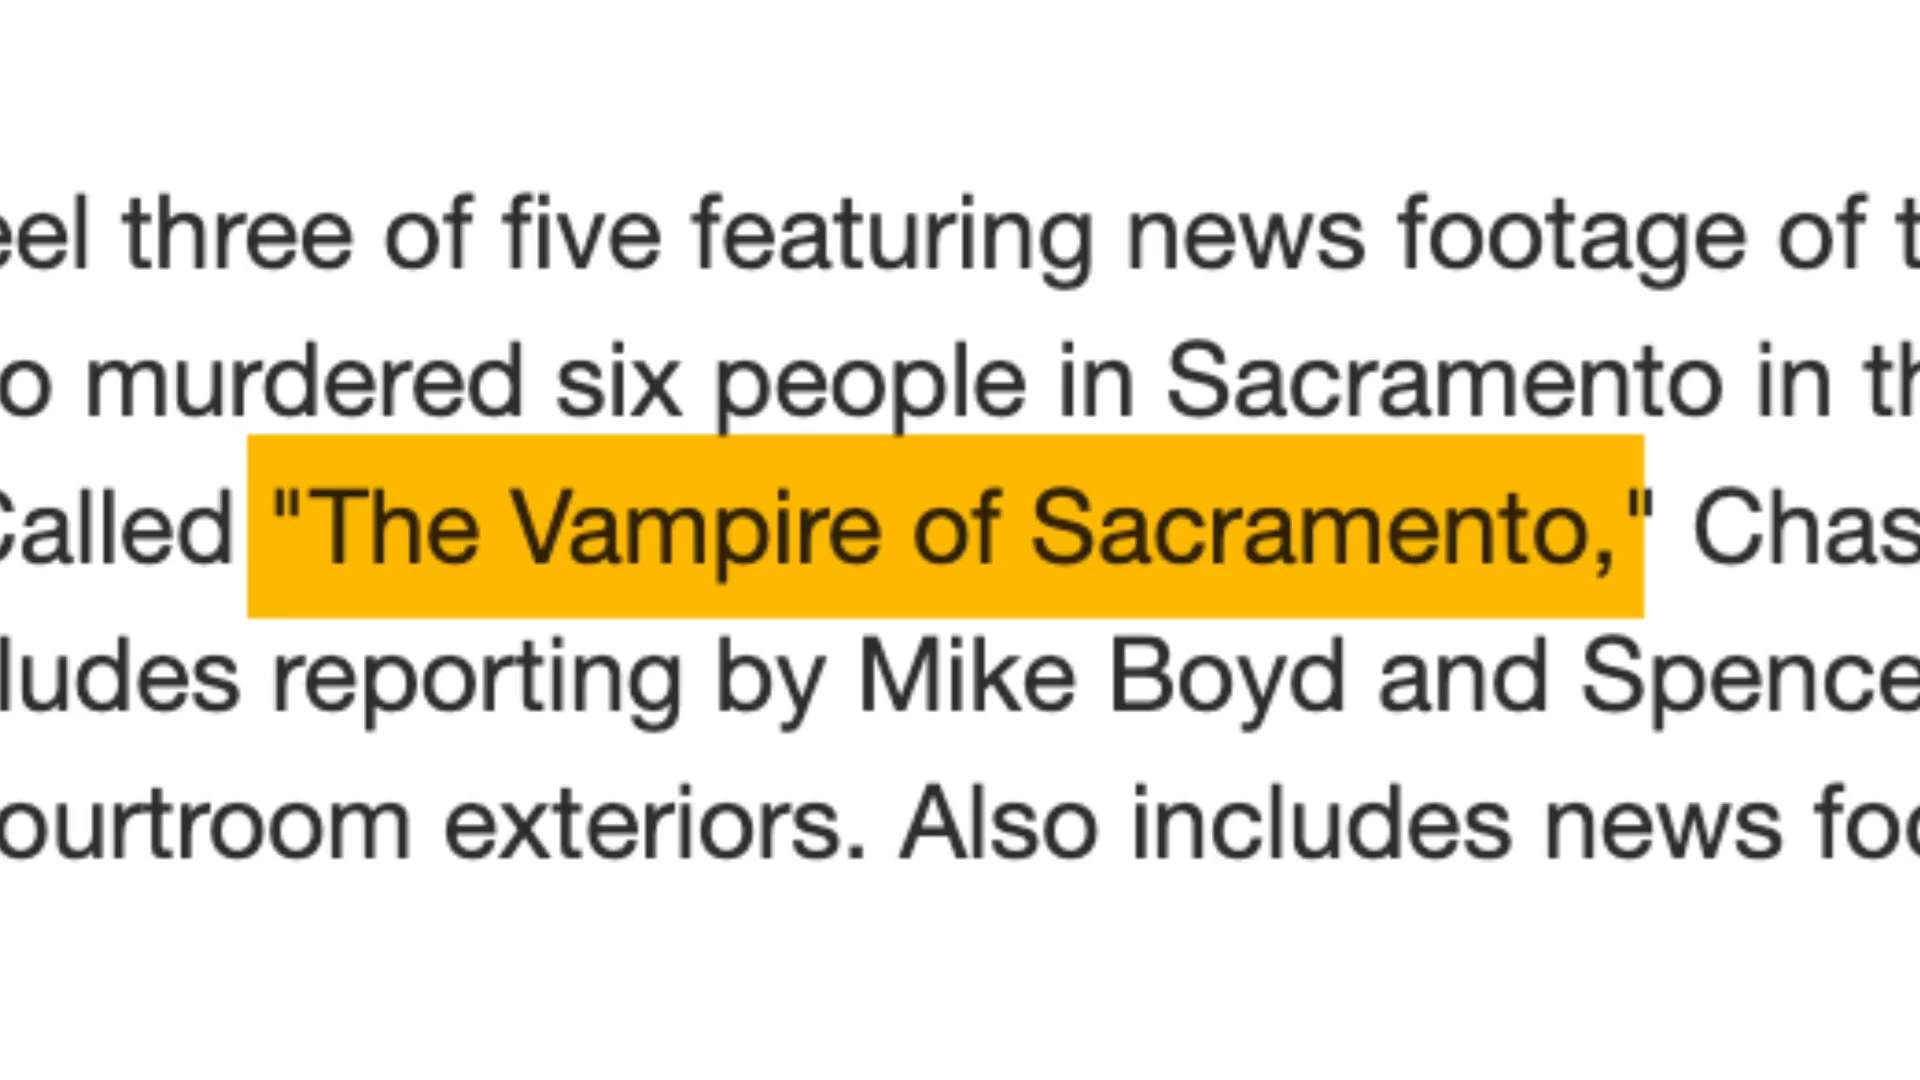 eel three of five featuring news footage of t
o murdered six people in Sacramento in th
Called "The Vampire of Sacramento," Chas
ludes reporting by Mike Boyd and Spence
ourtroom exteriors. Also includes news foo